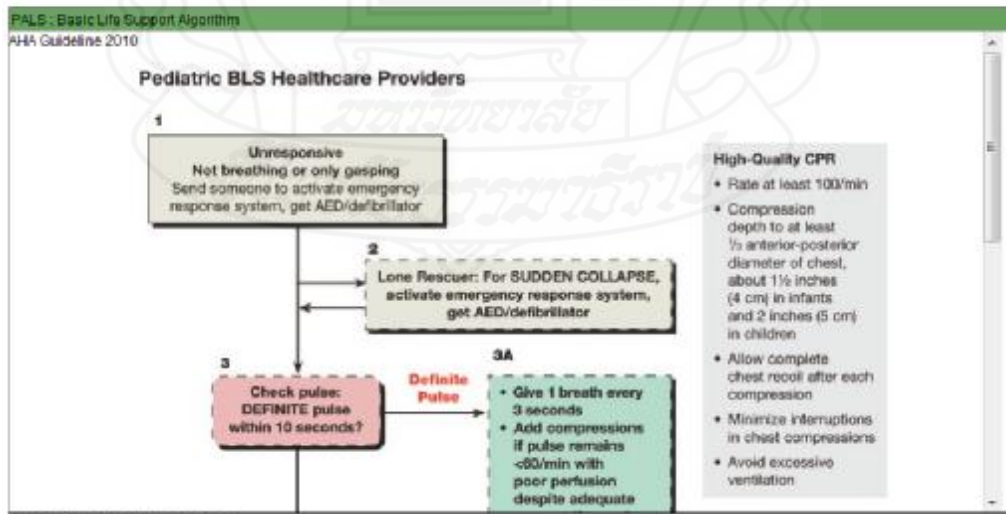 PALS : Basic Life Support Algorithm
AHA Guideline 2010
Pediatric BLS Healthcare Providers
1
Unresponsive
Not breathing or only gasping
Send someone to activate emergency
response system, get AED/defibrillator
2
Lone Rescuer: For SUDDEN COLLAPSE,
activate emergency response system,
get AED/defibrillator
3
Check pulse:
DEFINITE pulse
within 10 seconds?
Definite
Pulse
3A
• Give 1 breath every
3 seconds
• Add compressions
if pulse remains
<60/min with
poor perfusion
despite adequate
High-Quality CPR
• Rate at least 100/min
• Compression
depth to at least
⅓ anterior-posterior
diameter of chest,
about 1½ inches
(4 cm) in infants
and 2 inches (5 cm)
in children
• Allow complete
chest recoil after each
compression
• Minimize interruptions
in chest compressions
• Avoid excessive
ventilation